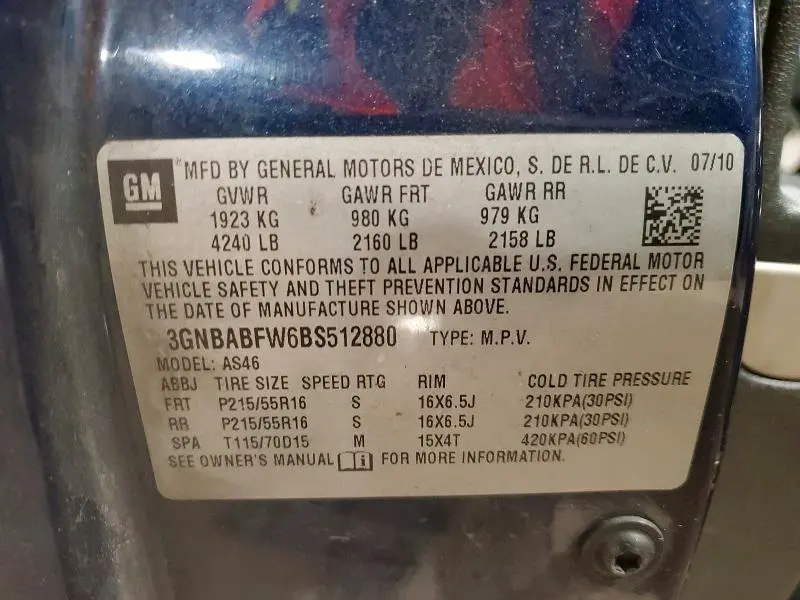 GM
MFD BY GENERAL MOTORS DE MEXICO, S. DE R.L. DE C.V. 07/10
GVWR GAWR FRT GAWR RR
1923 KG 980 KG 979 KG
4240 LB 2160 LB 2158 LB
THIS VEHICLE CONFORMS TO ALL APPLICABLE U.S. FEDERAL MOTOR
VEHICLE SAFETY AND THEFT PREVENTION STANDARDS IN EFFECT ON
THE DATE OF MANUFACTURE SHOWN ABOVE.
3GNBABFW6BS512880 TYPE: M.P.V.
MODEL: AS46
ABBJ TIRE SIZE SPEED RTG RIM COLD TIRE PRESSURE
FRT P215/55R16 S 16X6.5J 210KPA(30PSI)
RR P215/55R16 S 16X6.5J 210KPA(30PSI)
SPA T115/70D15 M 15X4T 420KPA(60PSI)
SEE OWNER'S MANUAL FOR MORE INFORMATION.